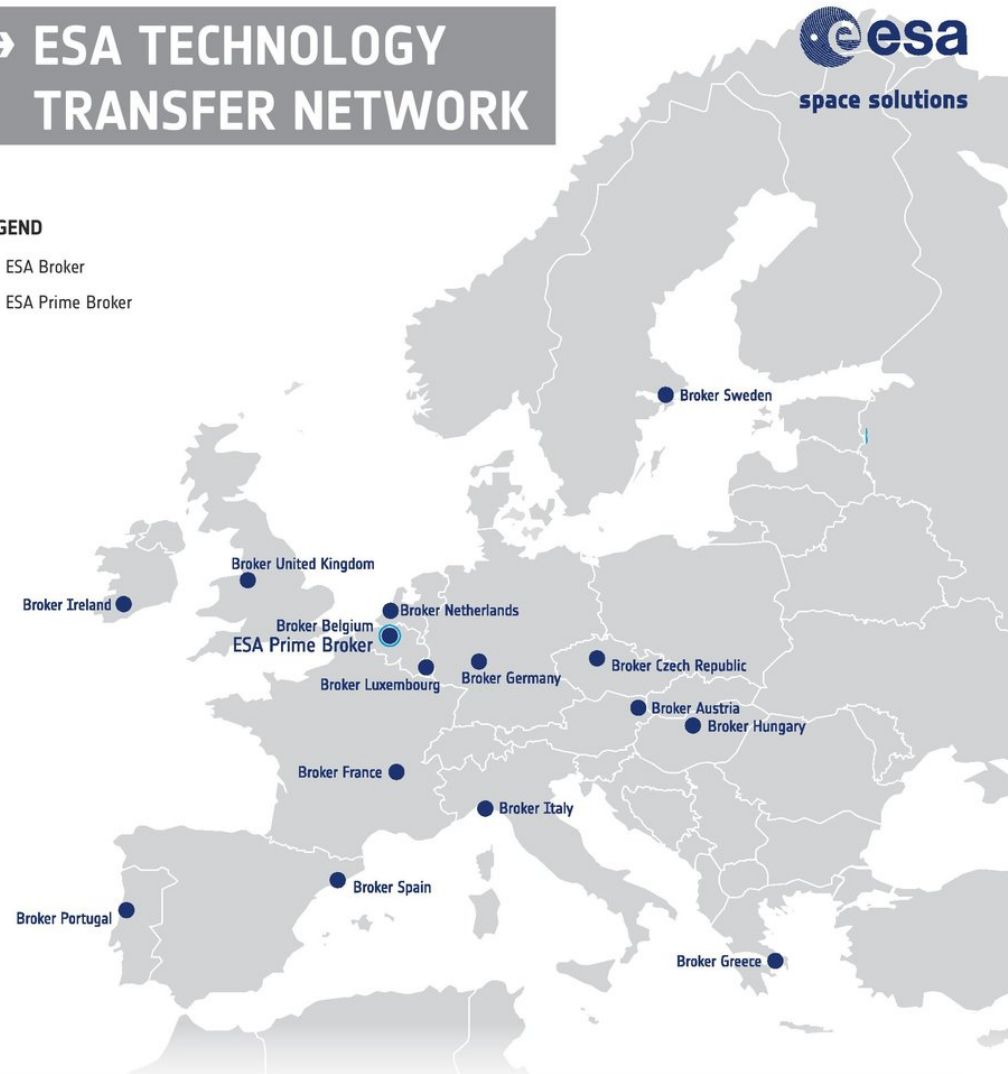 → ESA TECHNOLOGY
TRANSFER NETWORK
esa
space solutions
GEND
ESA Broker
ESA Prime Broker
Broker Sweden
Broker United Kingdom
Broker Ireland
Broker Netherlands
Broker Belgium
ESA Prime Broker
Broker Luxembourg
Broker Germany
Broker Czech Republic
Broker Austria
Broker Hungary
Broker France
Broker Italy
Broker Spain
Broker Portugal
Broker Greece